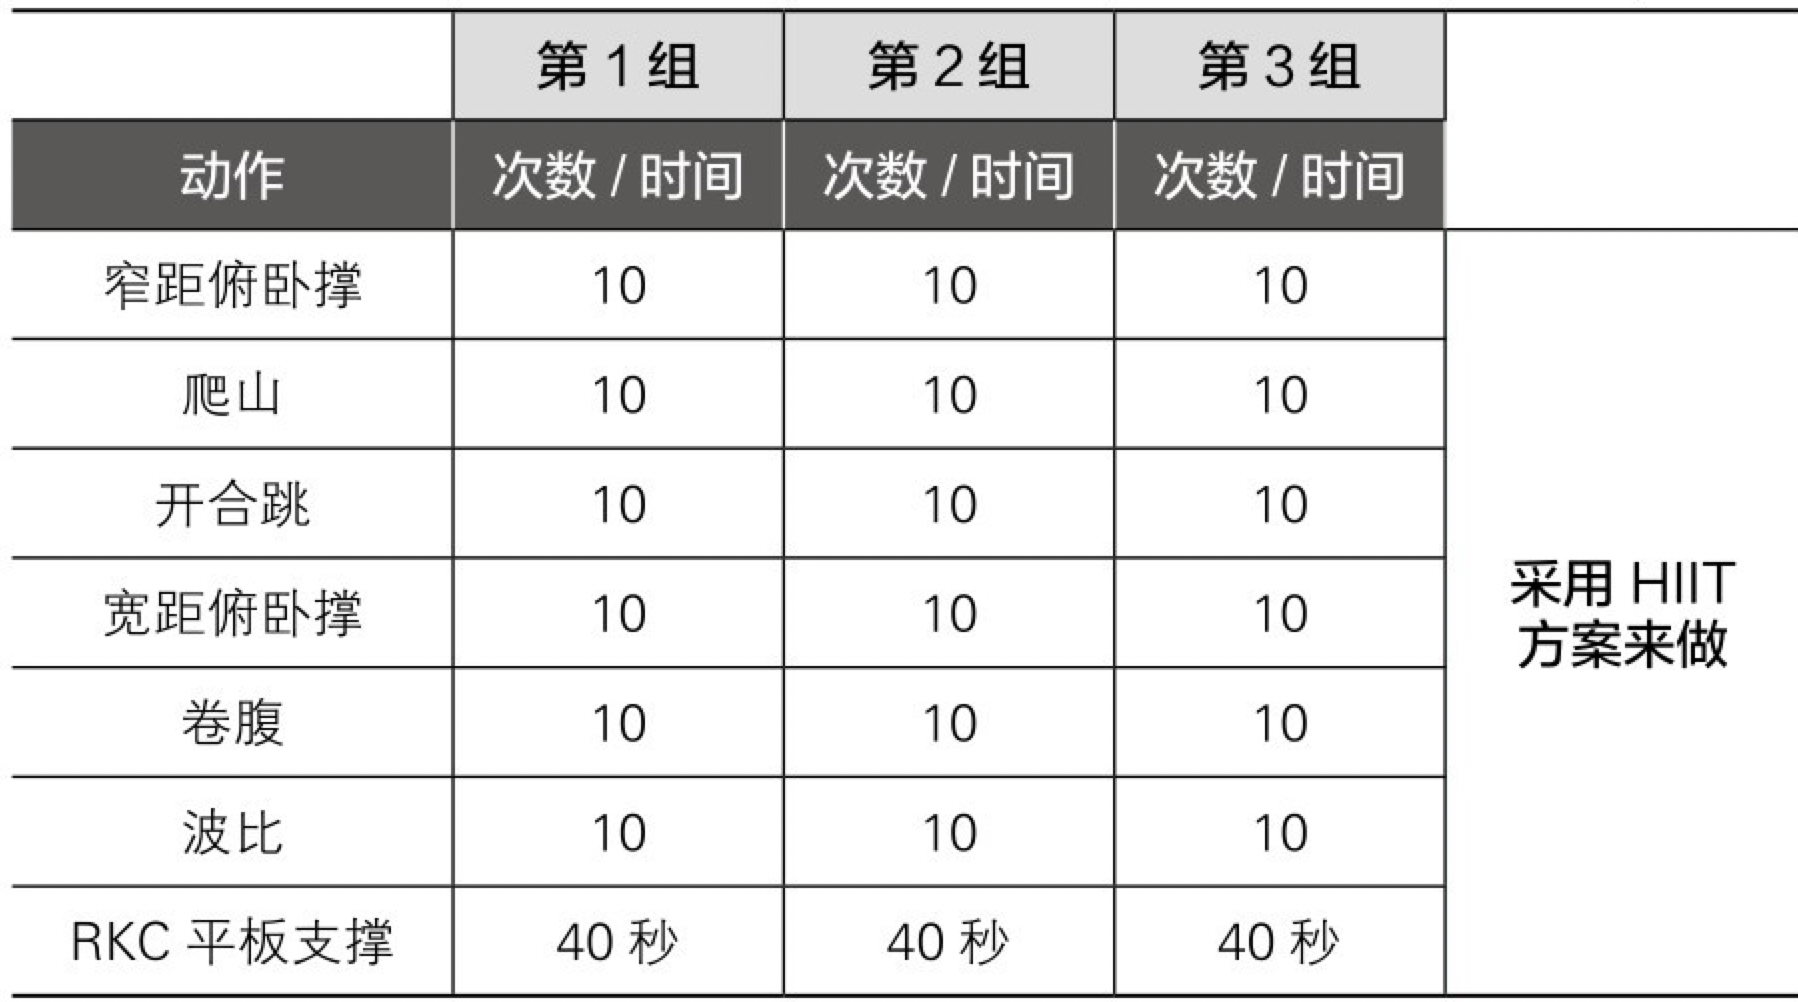 第 1 组 第 2 组 第 3 组
动作 次数 / 时间 次数 / 时间 次数 / 时间
窄距俯卧撑 10 10 10
爬山 10 10 10
开合跳 10 10 10
宽距俯卧撑 10 10 10
卷腹 10 10 10
波比 10 10 10
RKC 平板支撑 40 秒 40 秒 40 秒
采用 HIIT
方案来做